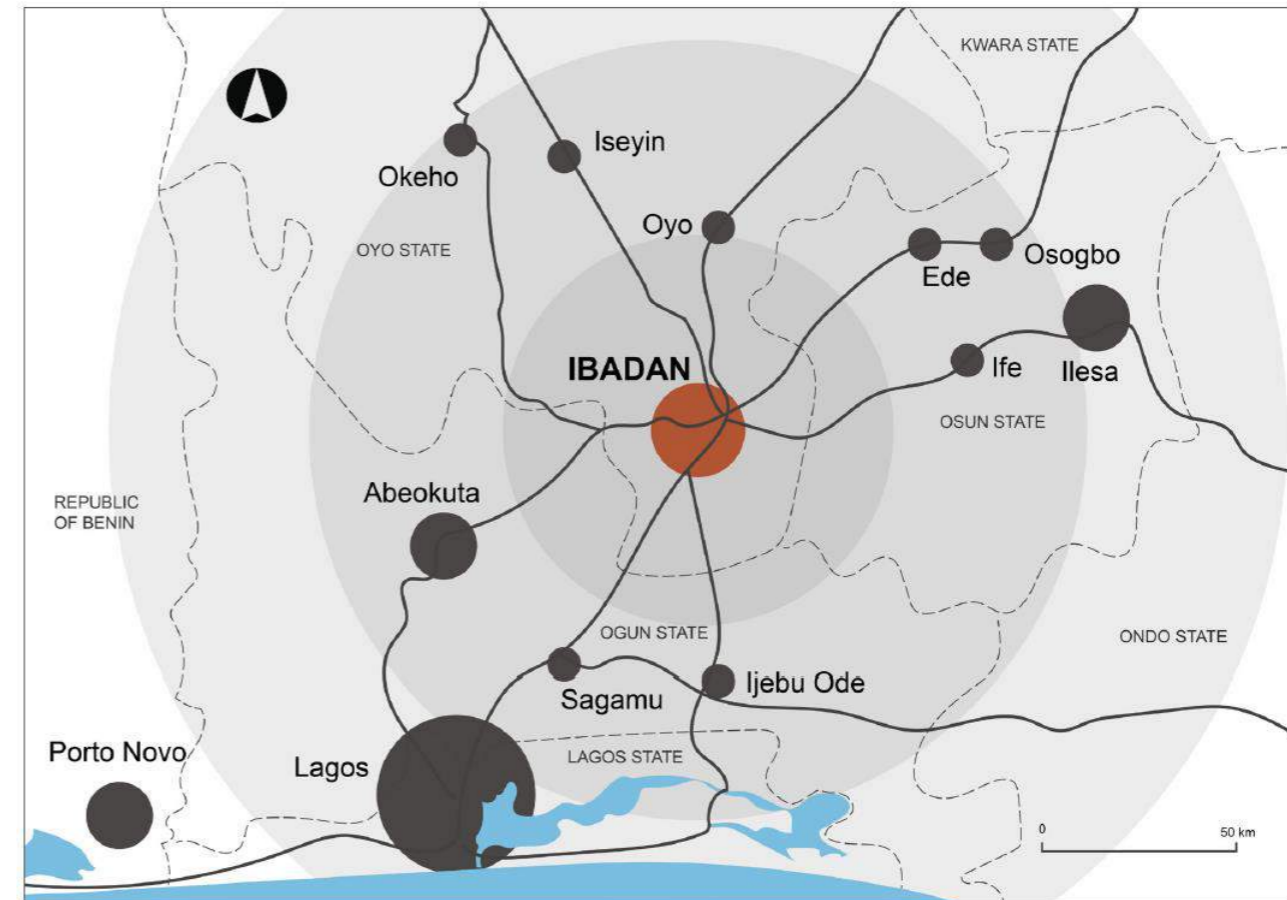 KWARA STATE
Iseyin
Okeho
Oyo
OYO STATE
Osogbo
Ede
IBADAN
Ife
Ilesa
OSUN STATE
Abeokuta
REPUBLIC
OF BENIN
OGUN STATE
ONDO STATE
Sagamu
Ijebu Ode
Porto Novo
Lagos
LAGOS STATE
0
50 km